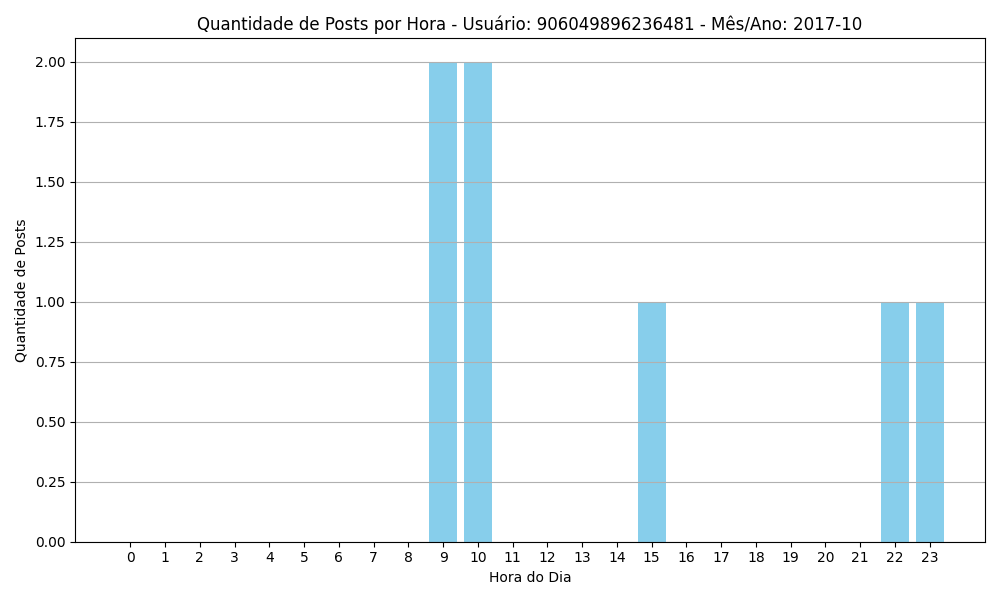 Quantidade de Posts por Hora - Usuário: 906049896236481 - Mês/Ano: 2017-10
Quantidade de Posts
2.00
1.75
1.50
1.25
1.00
0.75
0.50
0.25
0.00
0 1 2 3 4 5 6 7 8 9 10 11 12 13 14 15 16 17 18 19 20 21 22 23
Hora do Dia